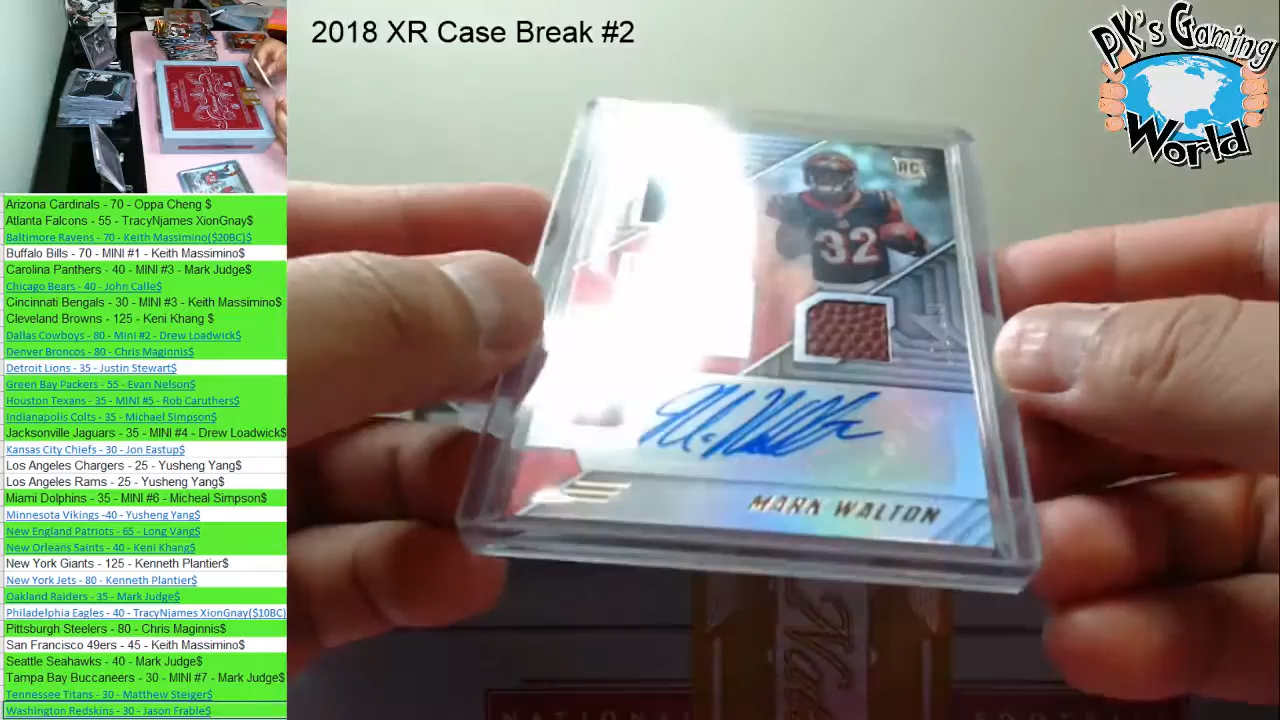 2018 XR Case Break #2
PK's Gaming
World
RC
32
MARK WALTON
Arizona Cardinals - 70 - Oppa Cheng $
Atlanta Falcons - 55 - TracyNjames XionGnay$
Baltimore Ravens - 70 - Keith Massimino($20BC)$
Buffalo Bills - 70 - MINI #1 - Keith Massimino$
Carolina Panthers - 40 - MINI #3 - Mark Judge$
Chicago Bears - 40 - John Calle$
Cincinnati Bengals - 30 - MINI #3 - Keith Massimino$
Cleveland Browns - 125 - Keni Khang $
Dallas Cowboys - 80 - Mini #2 - Drew Loadwick$
Denver Broncos - 80 - Chris Maginnis$
Detroit Lions - 35 - Justin Stewart$
Green Bay Packers - 55 - Evan Nelson$
Houston Texans - 35 - MINI #5 - Rob Caruthers$
Indianapolis Colts - 35 - Michael Simpson$
Jacksonville Jaguars - 35 - MINI #4 - Drew Loadwick$
Kansas City Chiefs - 30 - Jon Eastup$
Los Angeles Chargers - 25 - Yusheng Yang$
Los Angeles Rams - 25 - Yusheng Yang$
Miami Dolphins - 35 - MINI #6 - Micheal Simpson$
Minnesota Vikings -40 - Yusheng Yang$
New England Patriots - 65 - Long Vang$
New Orleans Saints - 40 - Keni Khang$
New York Giants - 125 - Kenneth Plantier$
New York Jets - 80 - Kenneth Plantier$
Oakland Raiders - 35 - Mark Judge$
Philadelphia Eagles - 40 - TracyNjames XionGnay($10BC)
Pittsburgh Steelers - 80 - Chris Maginnis$
San Francisco 49ers - 45 - Keith Massimino$
Seattle Seahawks - 40 - Mark Judge$
Tampa Bay Buccaneers - 30 - MINI #7 - Mark Judge$
Tennessee Titans - 30 - Matthew Steiger$
Washington Redskins - 30 - Jason Frable$